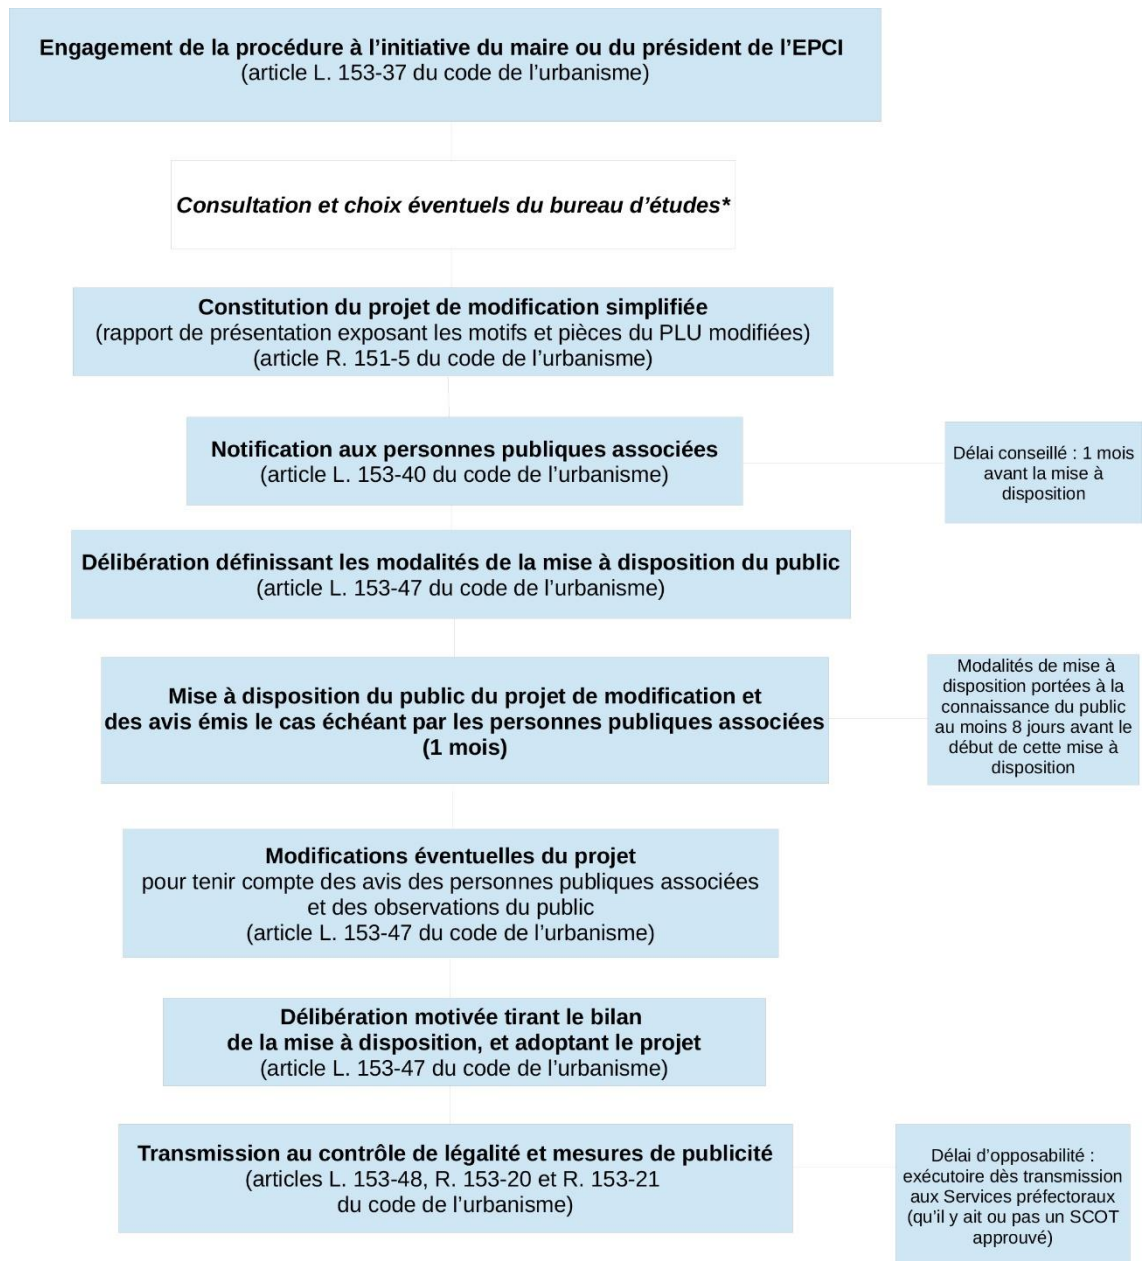 Engagement de la procédure à l’initiative du maire ou du président de l’EPCI
(article L. 153-37 du code de l’urbanisme)
Consultation et choix éventuels du bureau d’études*
Constitution du projet de modification simplifiée
(rapport de présentation exposant les motifs et pièces du PLU modifiées)
(article R. 151-5 du code de l’urbanisme)
Notification aux personnes publiques associées
(article L. 153-40 du code de l’urbanisme)
Délai conseillé : 1 mois
avant la mise à
disposition
Délibération définissant les modalités de la mise à disposition du public
(article L. 153-47 du code de l’urbanisme)
Mise à disposition du public du projet de modification et
des avis émis le cas échéant par les personnes publiques associées
(1 mois)
Modalités de mise à
disposition portées à la
connaissance du public
au moins 8 jours avant le
début de cette mise à
disposition
Modifications éventuelles du projet
pour tenir compte des avis des personnes publiques associées
et des observations du public
(article L. 153-47 du code de l’urbanisme)
Délibération motivée tirant le bilan
de la mise à disposition, et adoptant le projet
(article L. 153-47 du code de l’urbanisme)
Transmission au contrôle de légalité et mesures de publicité
(articles L. 153-48, R. 153-20 et R. 153-21
du code de l’urbanisme)
Délai d’opposabilité :
exécutoire dès transmission
aux Services préfectoraux
(qu’il y ait ou pas un SCOT
approuvé)